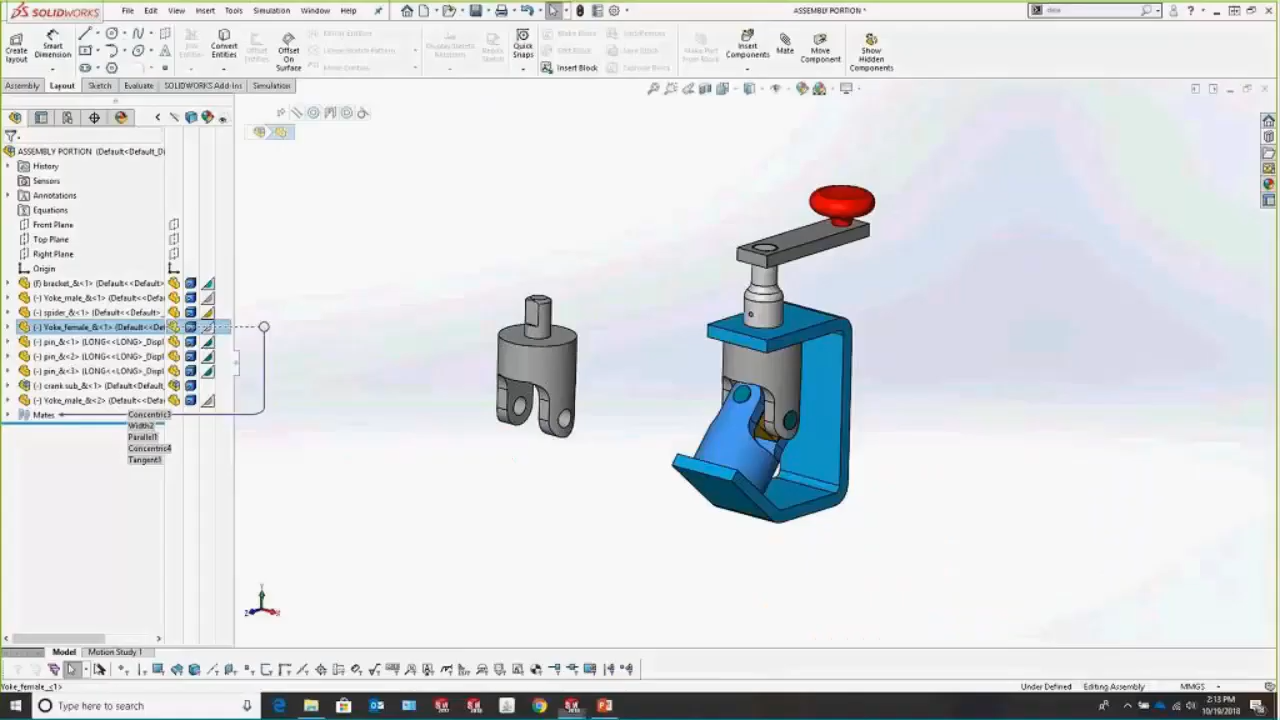 SOLIDWORKS File Edit View Insert Tools Simulation Window Help ASSEMBLY PORTION *
Create Layout
Smart Dimension
Convert Entities
Offset Entities
Offset On Surface
Quick Snaps
Insert Block
Insert Components
Mate
Move Component
Show Hidden Components
Assembly Layout Sketch Evaluate SOLIDWORKS Add-Ins Simulation
ASSEMBLY PORTION (Default<Default_Di
History
Sensors
Annotations
Equations
Front Plane
Top Plane
Right Plane
Origin
(f) bracket_&<1> (Default<Default>
(-) Yoke_male_&<1> (Default<<Defa
(-) spider_&<1> (Default<Default>_
(-) Yoke_female_&<1> (Default<<Def
(-) pin_&<1> (LONG<<LONG>_Displ
(-) pin_&<2> (LONG<<LONG>_Displ
(-) pin_&<3> (LONG<<LONG>_Displ
(-) crank sub_&<1> (Default<Default_
(-) Yoke_male_&<2> (Default<<Defa
Mates
Concentric3
Width2
Parallel1
Concentric4
Tangent1
Y
Z
X
Model Motion Study 1
Yoke_female_<1> Under Defined Editing Assembly MMGS
Type here to search
2:13 PM
10/19/2018